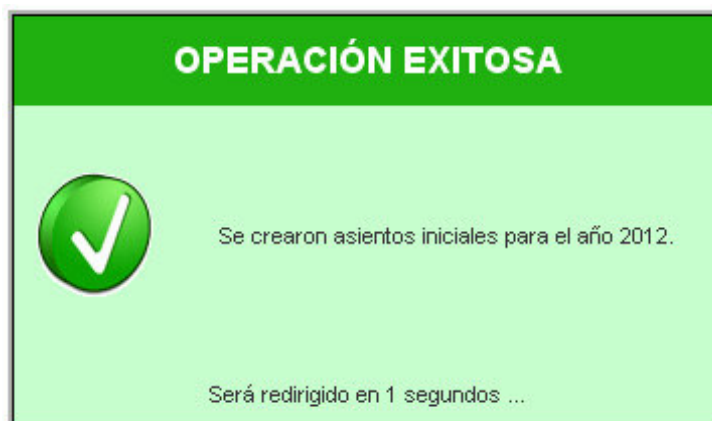 OPERACIÓN EXITOSA
Se crearon asientos iniciales para el año 2012.
Será redirigido en 1 segundos ...